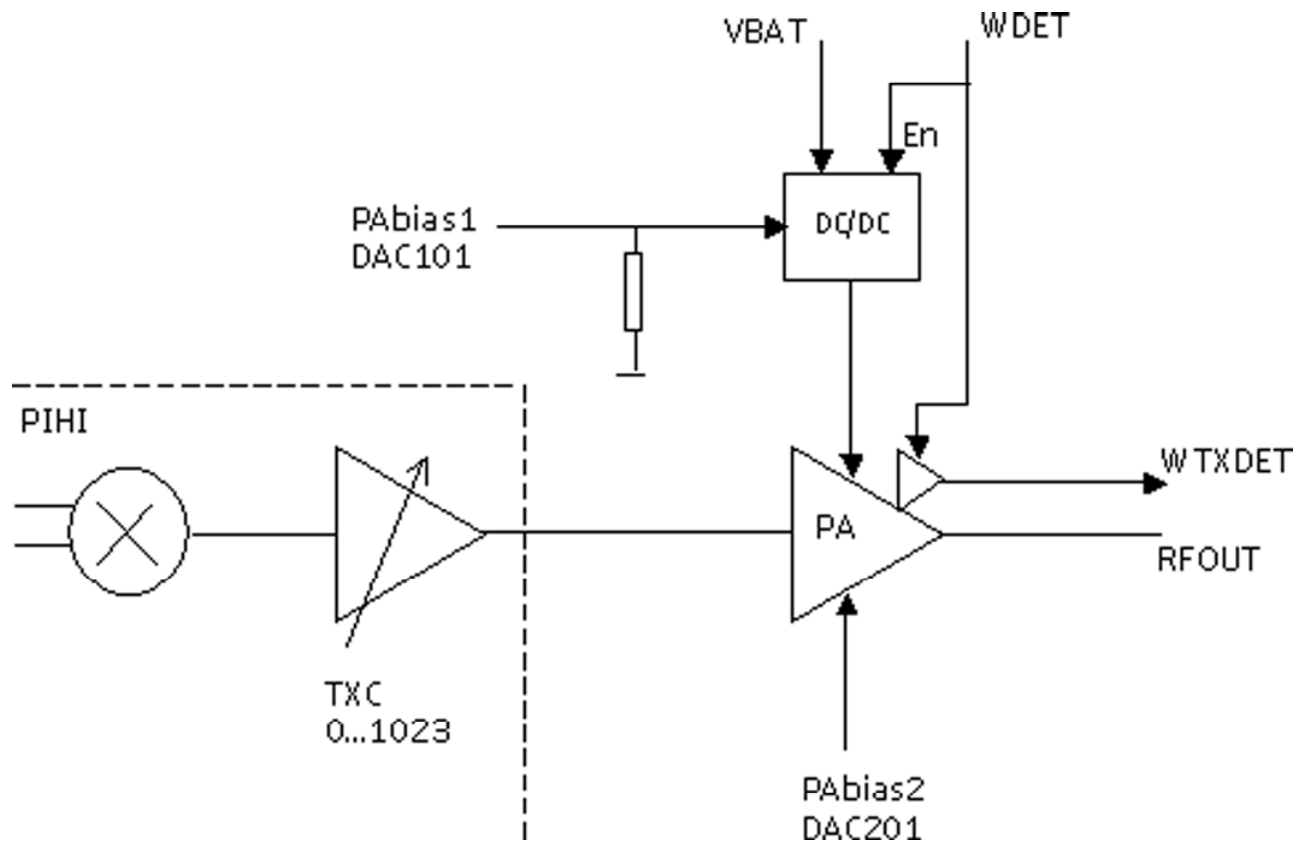 VBAT
WDET
En
PAbias1
DAC101
DC/DC
PIHI
WTXDET
PA
RFOUT
TXC
0...1023
PAbias2
DAC201